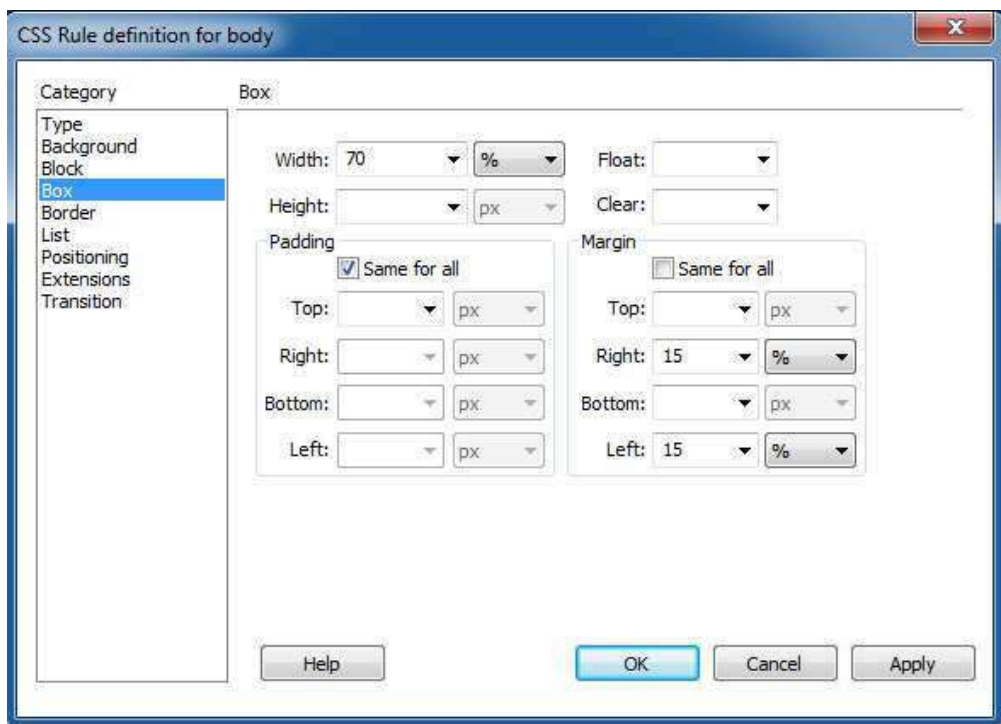 CSS Rule definition for body
Category
Box
Type
Background
Block
Box
Border
List
Positioning
Extensions
Transition
Width: 70 % Float:
Height: px Clear:
Padding
Same for all
Top: px
Right: px
Bottom: px
Left: px
Margin
Same for all
Top: px
Right: 15 %
Bottom: px
Left: 15 %
Help OK Cancel Apply